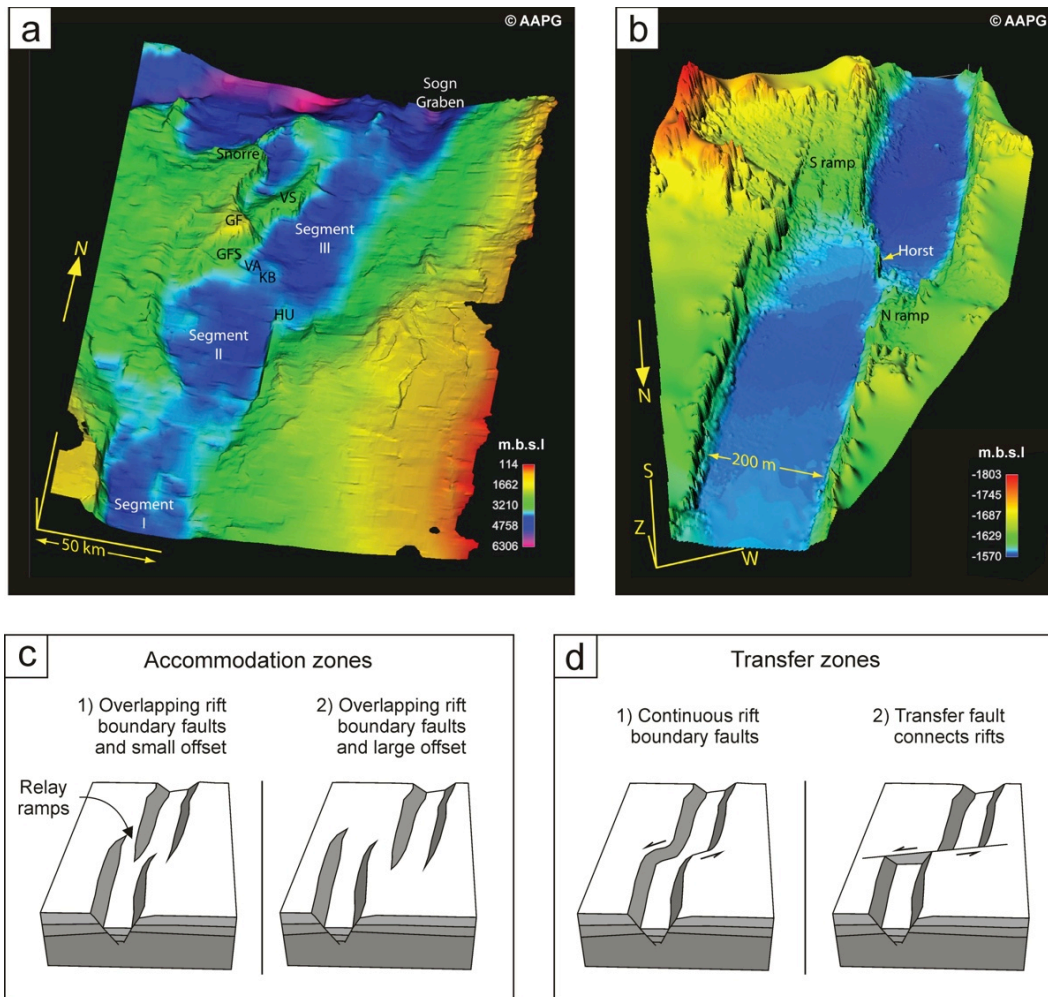 a
© AAPG
Sogn
Graben
Snorre
VS
GF
Segment
III
GFS
VA
KB
HU
N
Segment
II
Segment
I
50 km
m.b.s.l
114
1662
3210
4758
6306
b
© AAPG
S ramp
Horst
N ramp
N
200 m
S
Z
W
m.b.s.l
-1803
-1745
-1687
-1629
-1570
c
Accommodation zones
1) Overlapping rift
boundary faults
and small offset
2) Overlapping rift
boundary faults
and large offset
Relay
ramps
d
Transfer zones
1) Continuous rift
boundary faults
2) Transfer fault
connects rifts